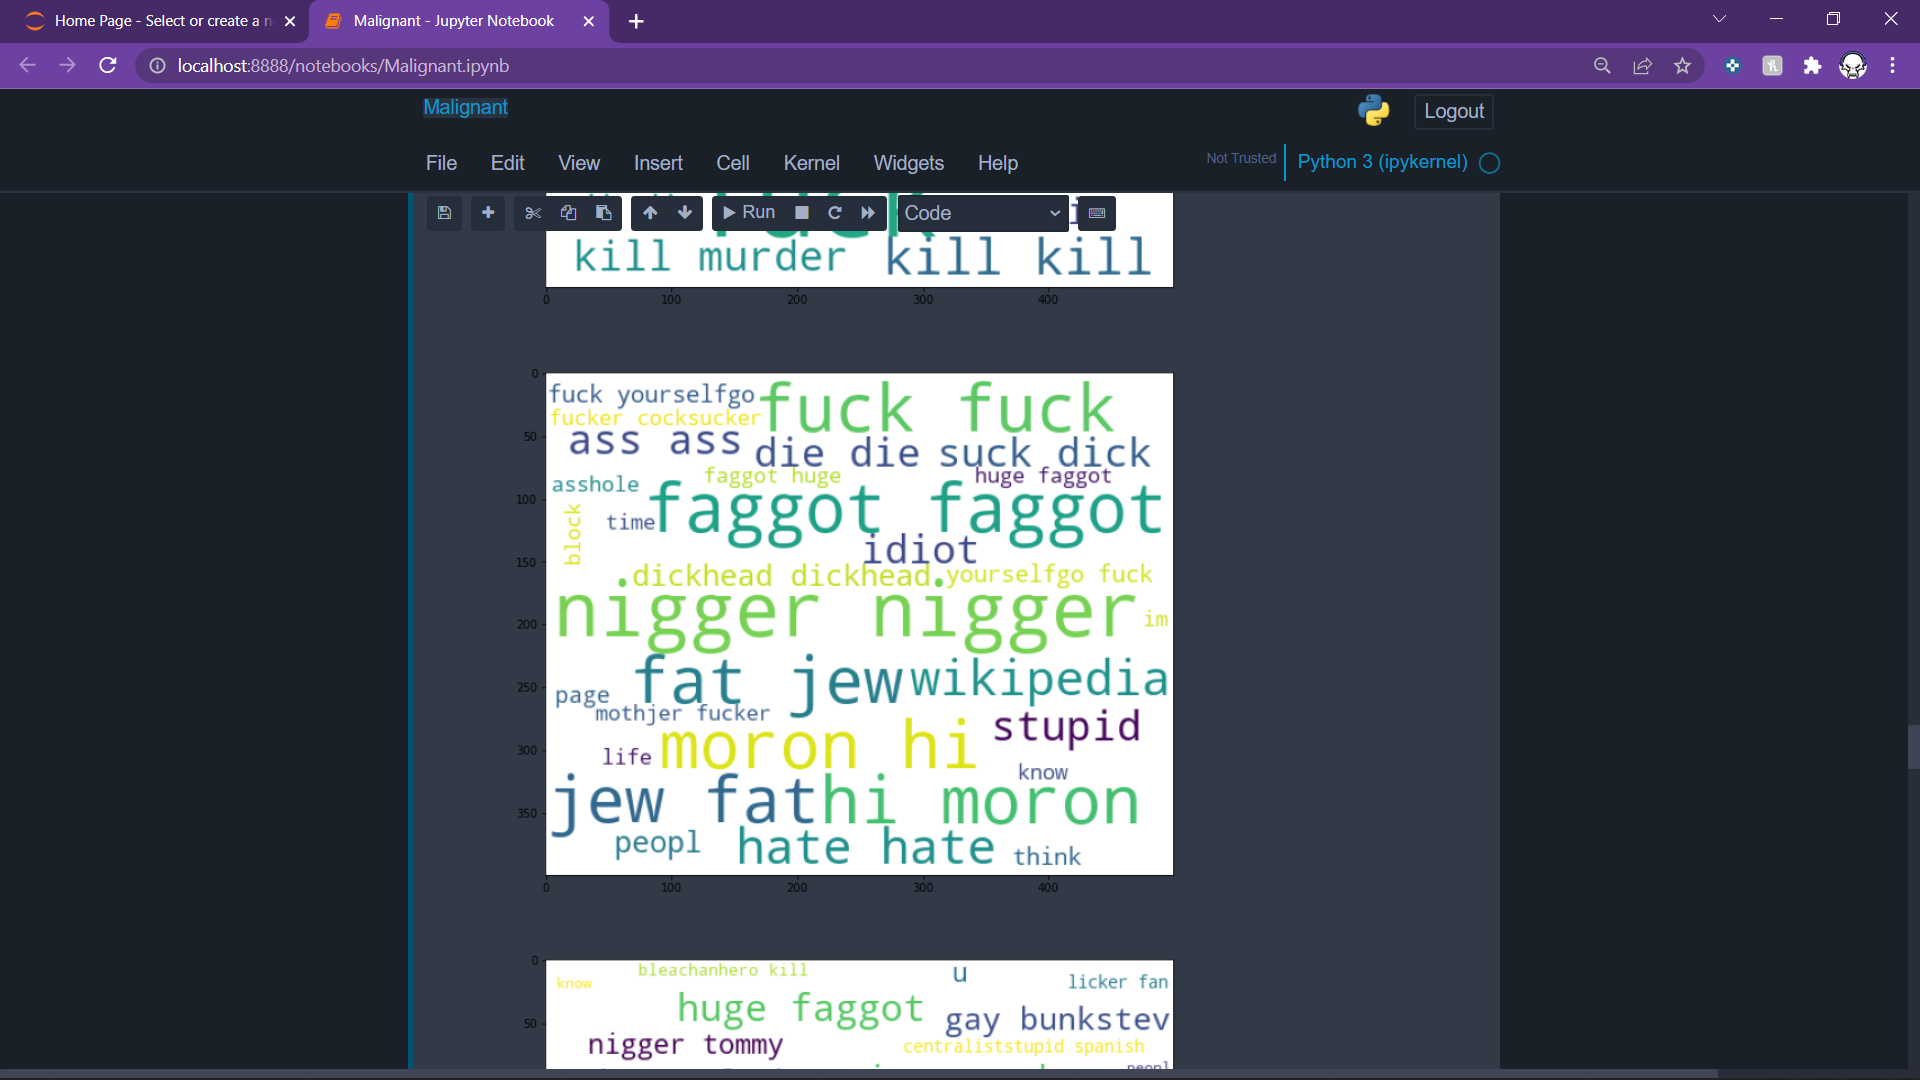 Home Page - Select or create a n
Malignant - Jupyter Notebook
localhost:8888/notebooks/Malignant.ipynb
Malignant
Logout
File Edit View Insert Cell Kernel Widgets Help
Not Trusted
Python 3 (ipykernel)
Run
Code
kill murder kill kill
0 100 200 300 400
0
fuck yourselfgo fuck fuck
fucker cocksucker
50
ass ass die die suck dick
faggot huge huge faggot
asshole
100
faggot faggot
block
time
idiot
150
dickhead dickhead yourselfgo fuck
nigger nigger
200
im
fat jew wikipedia
250
page
mothjer fucker
stupid
moron hi
300
life
know
jew fat hi moron
350
peopl hate hate think
0 100 200 300 400
0
bleachanhero kill u
know
licker fan
huge faggot
gay bunkstev
50
nigger tommy
centraliststupid spanish
peopl